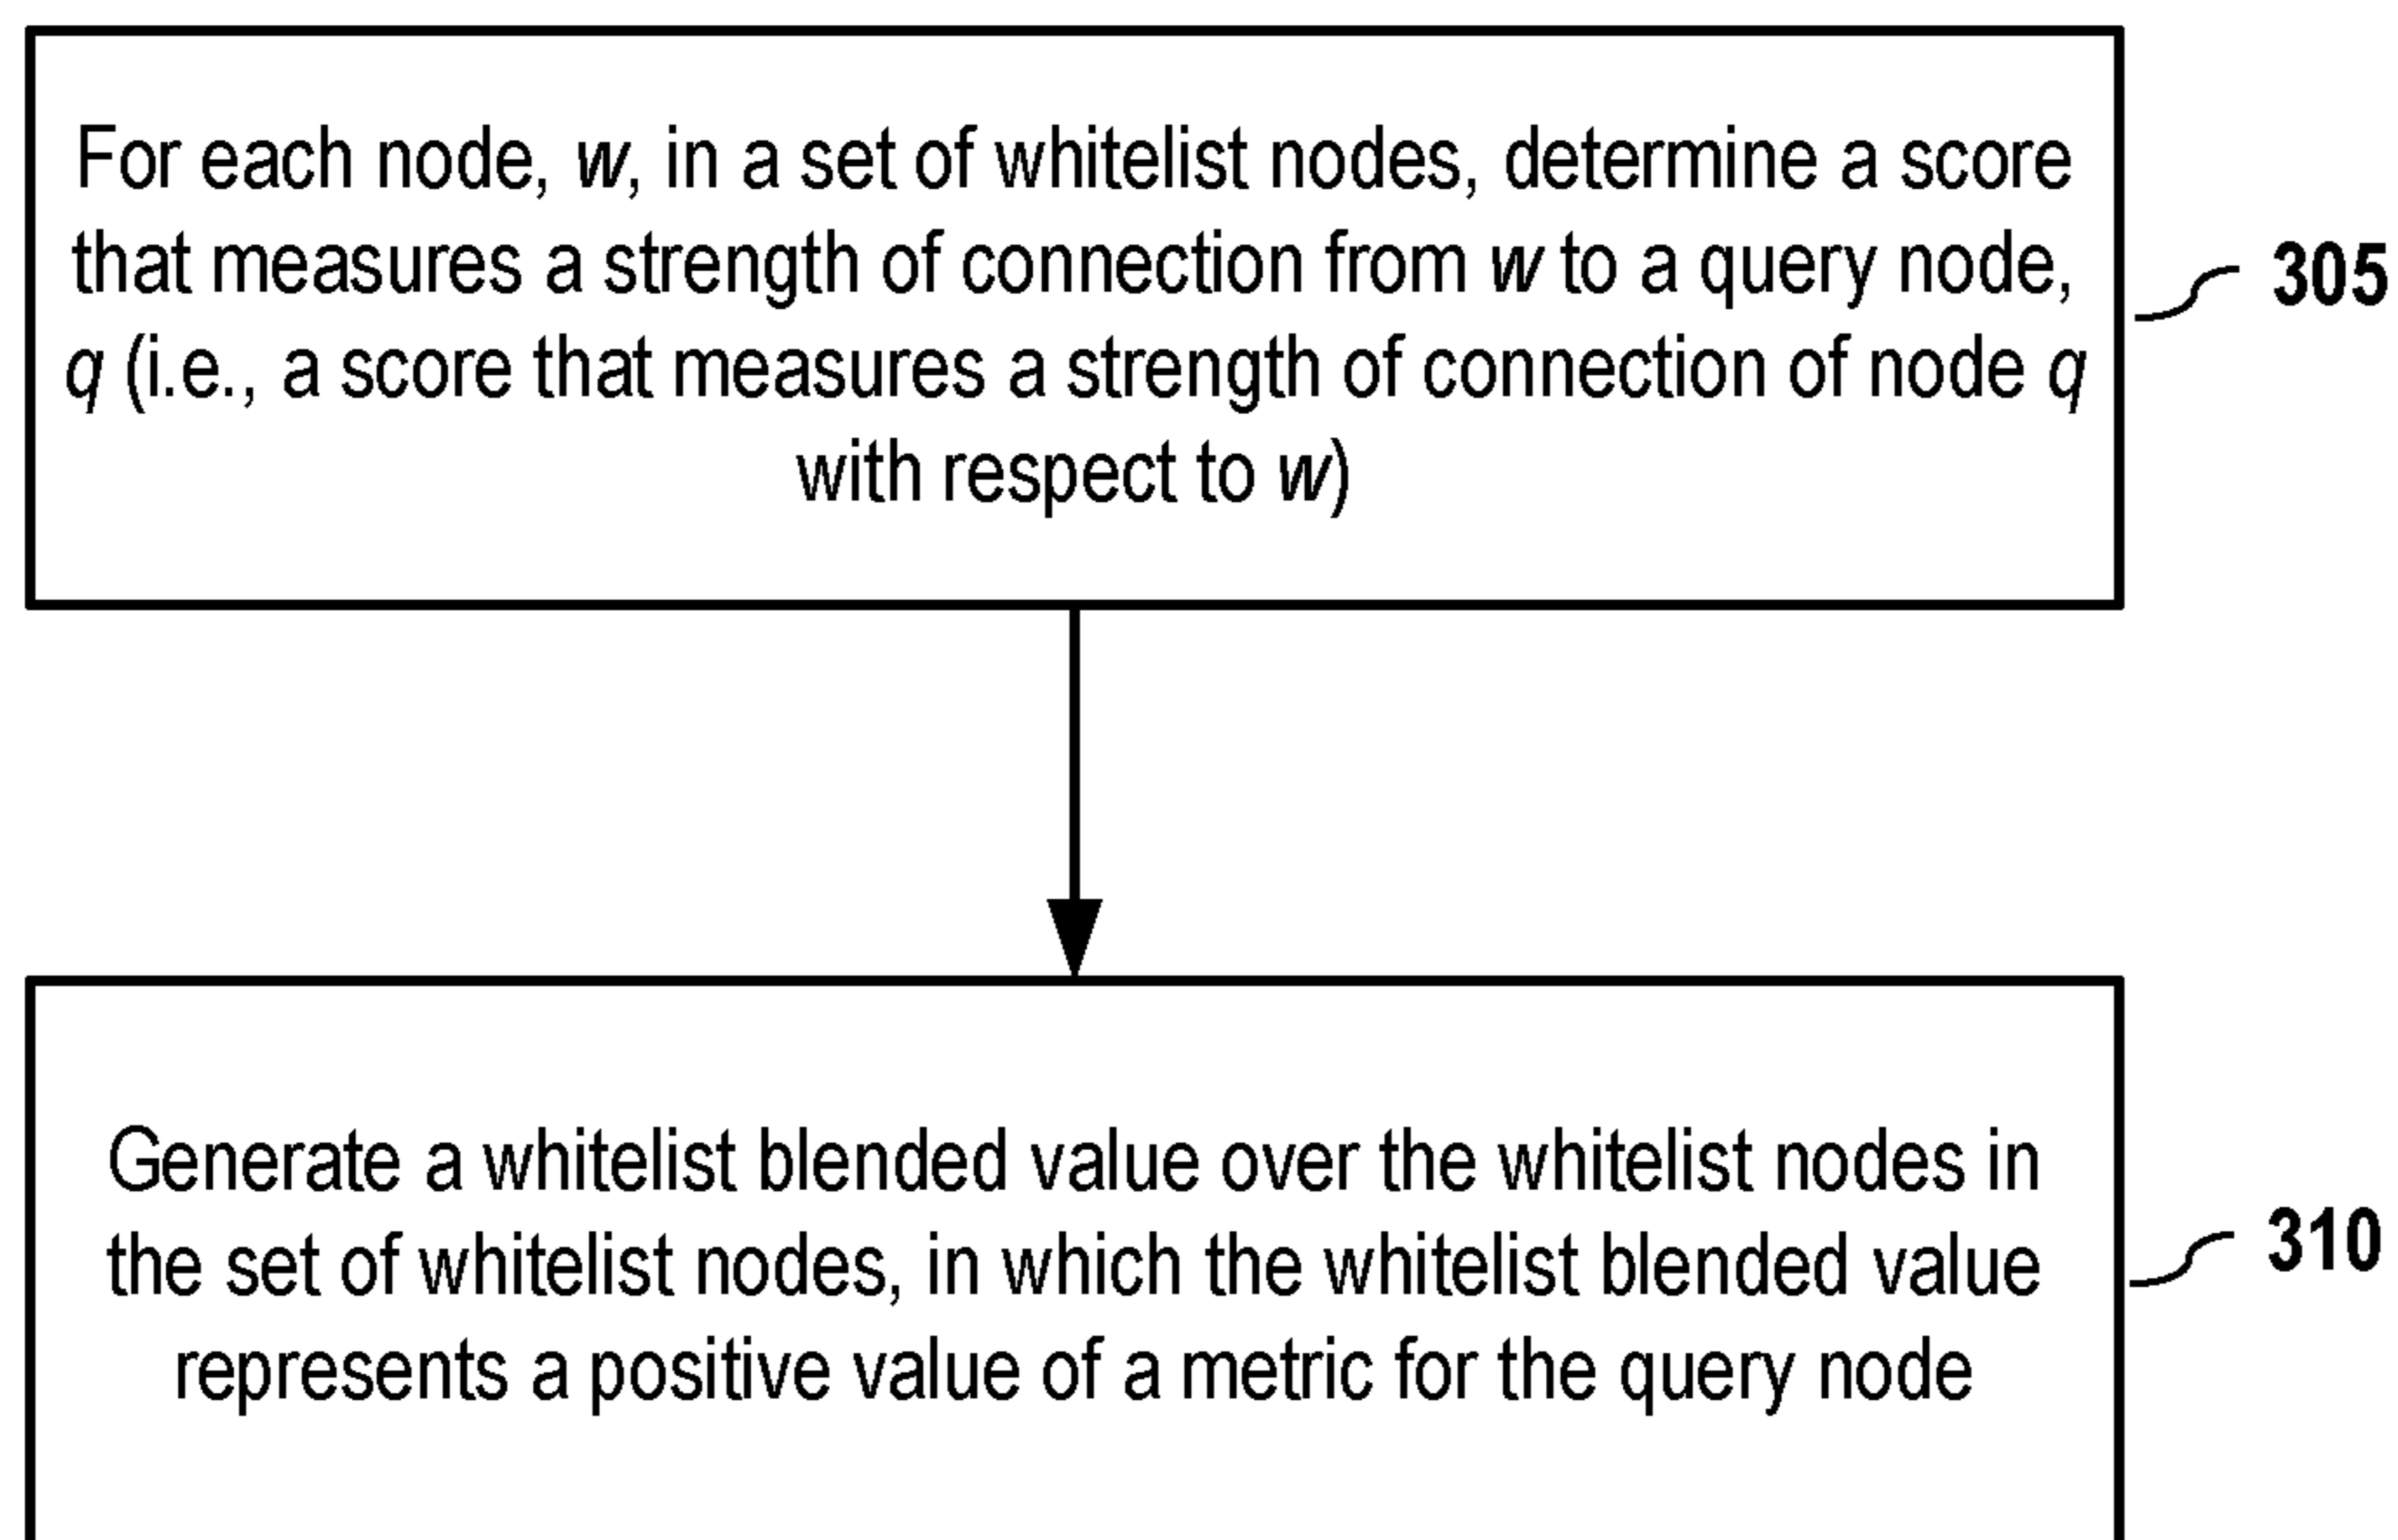 For each node, w, in a set of whitelist nodes, determine a score
that measures a strength of connection from w to a query node,
q (i.e., a score that measures a strength of connection of node q
with respect to w)
305
Generate a whitelist blended value over the whitelist nodes in
the set of whitelist nodes, in which the whitelist blended value
represents a positive value of a metric for the query node
310